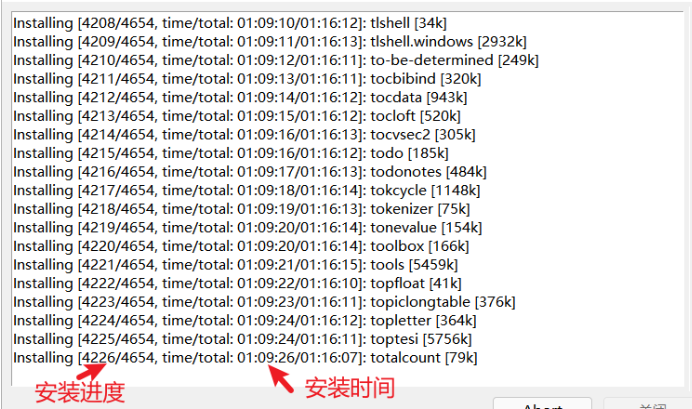 Installing [4208/4654, time/total: 01:09:10/01:16:12]: tlshell [34k]
Installing [4209/4654, time/total: 01:09:11/01:16:13]: tlshell.windows [2932k]
Installing [4210/4654, time/total: 01:09:12/01:16:11]: to-be-determined [249k]
Installing [4211/4654, time/total: 01:09:13/01:16:11]: tocbibind [320k]
Installing [4212/4654, time/total: 01:09:14/01:16:12]: tocdata [943k]
Installing [4213/4654, time/total: 01:09:15/01:16:12]: tocloft [520k]
Installing [4214/4654, time/total: 01:09:16/01:16:13]: tocvsec2 [305k]
Installing [4215/4654, time/total: 01:09:16/01:16:12]: todo [185k]
Installing [4216/4654, time/total: 01:09:17/01:16:13]: todonotes [484k]
Installing [4217/4654, time/total: 01:09:18/01:16:14]: tokcycle [1148k]
Installing [4218/4654, time/total: 01:09:19/01:16:13]: tokenizer [75k]
Installing [4219/4654, time/total: 01:09:20/01:16:14]: tonevalue [154k]
Installing [4220/4654, time/total: 01:09:20/01:16:14]: toolbox [166k]
Installing [4221/4654, time/total: 01:09:21/01:16:15]: tools [5459k]
Installing [4222/4654, time/total: 01:09:22/01:16:10]: topfloat [41k]
Installing [4223/4654, time/total: 01:09:23/01:16:11]: topiclongtable [376k]
Installing [4224/4654, time/total: 01:09:24/01:16:12]: topletter [364k]
Installing [4225/4654, time/total: 01:09:24/01:16:11]: toptesi [5756k]
Installing [4226/4654, time/total: 01:09:26/01:16:07]: totalcount [79k]
安装进度 安装时间
Abort 关闭